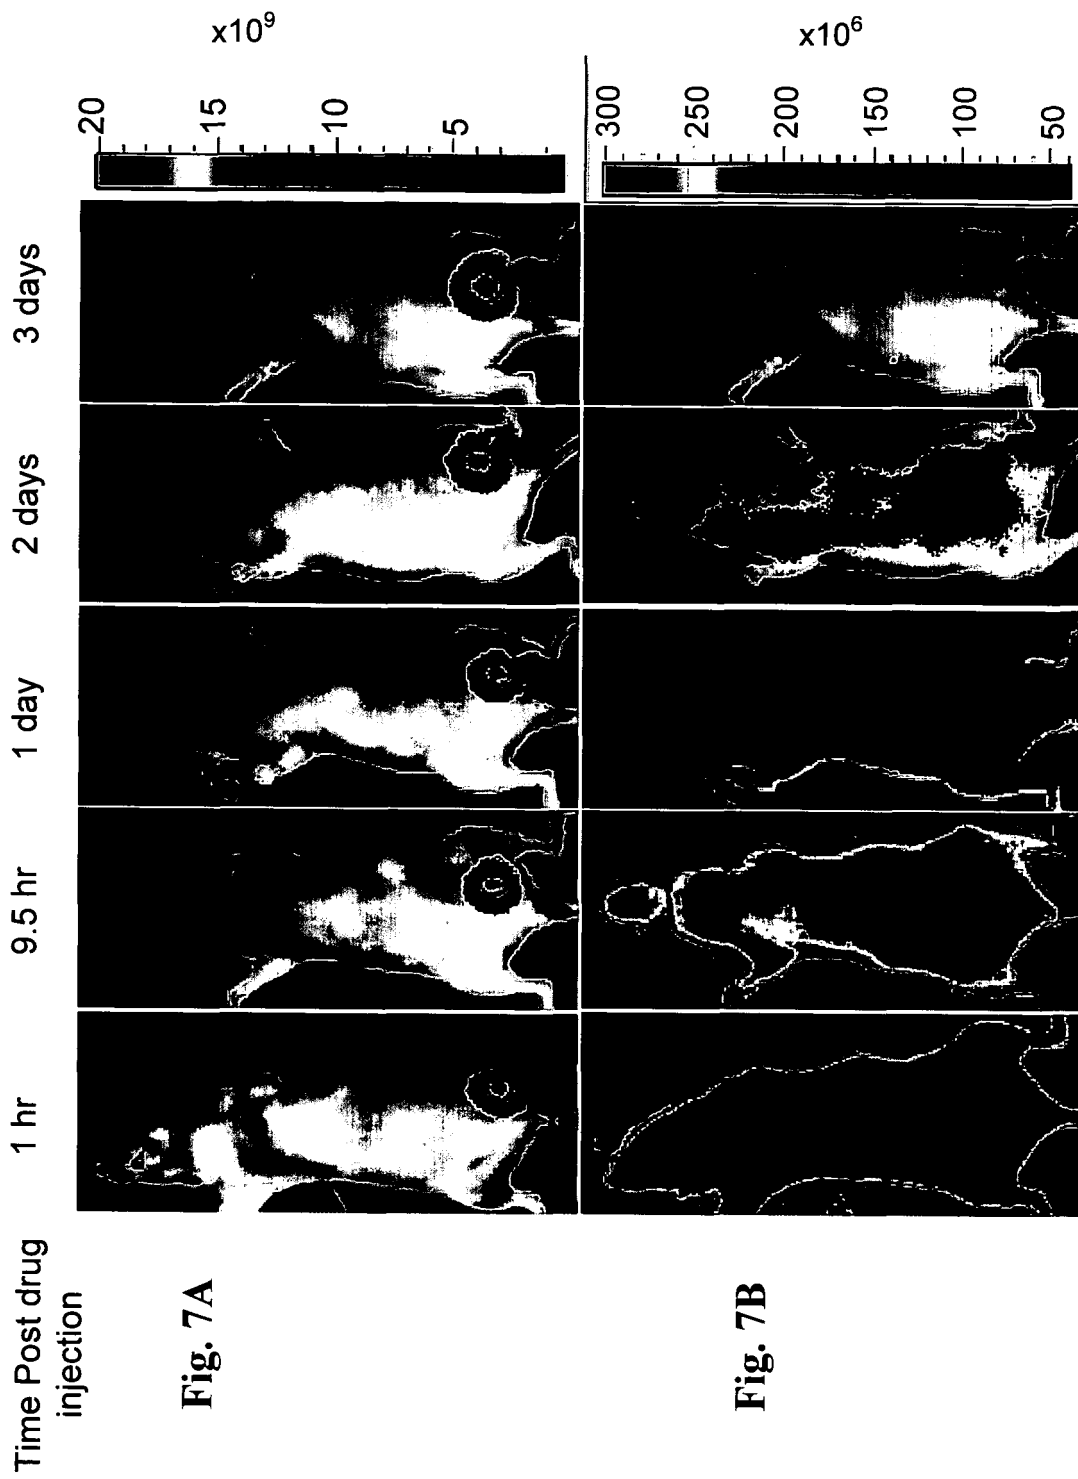 Time Post drug
injection
1 hr
9.5 hr
1 day
2 days
3 days
Fig. 7A
20
15
10
5
x10⁹
Fig. 7B
300
250
200
150
100
50
x10⁶